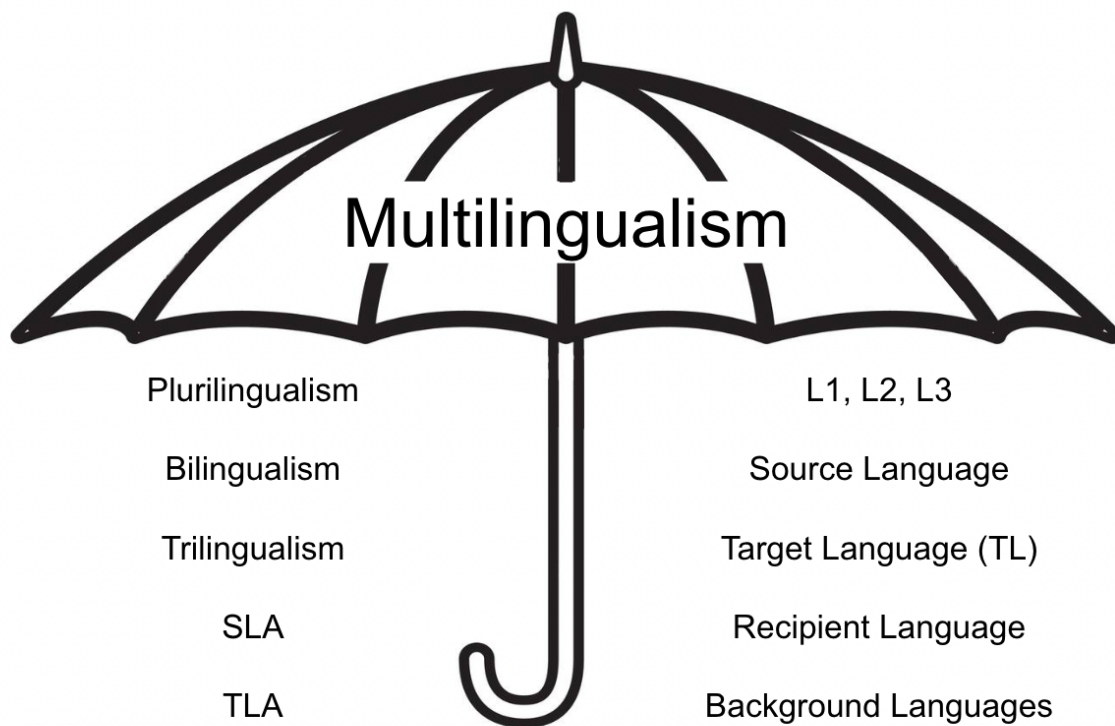 Multilingualism
Plurilingualism
Bilingualism
Trilingualism
SLA
TLA
L1, L2, L3
Source Language
Target Language (TL)
Recipient Language
Background Languages